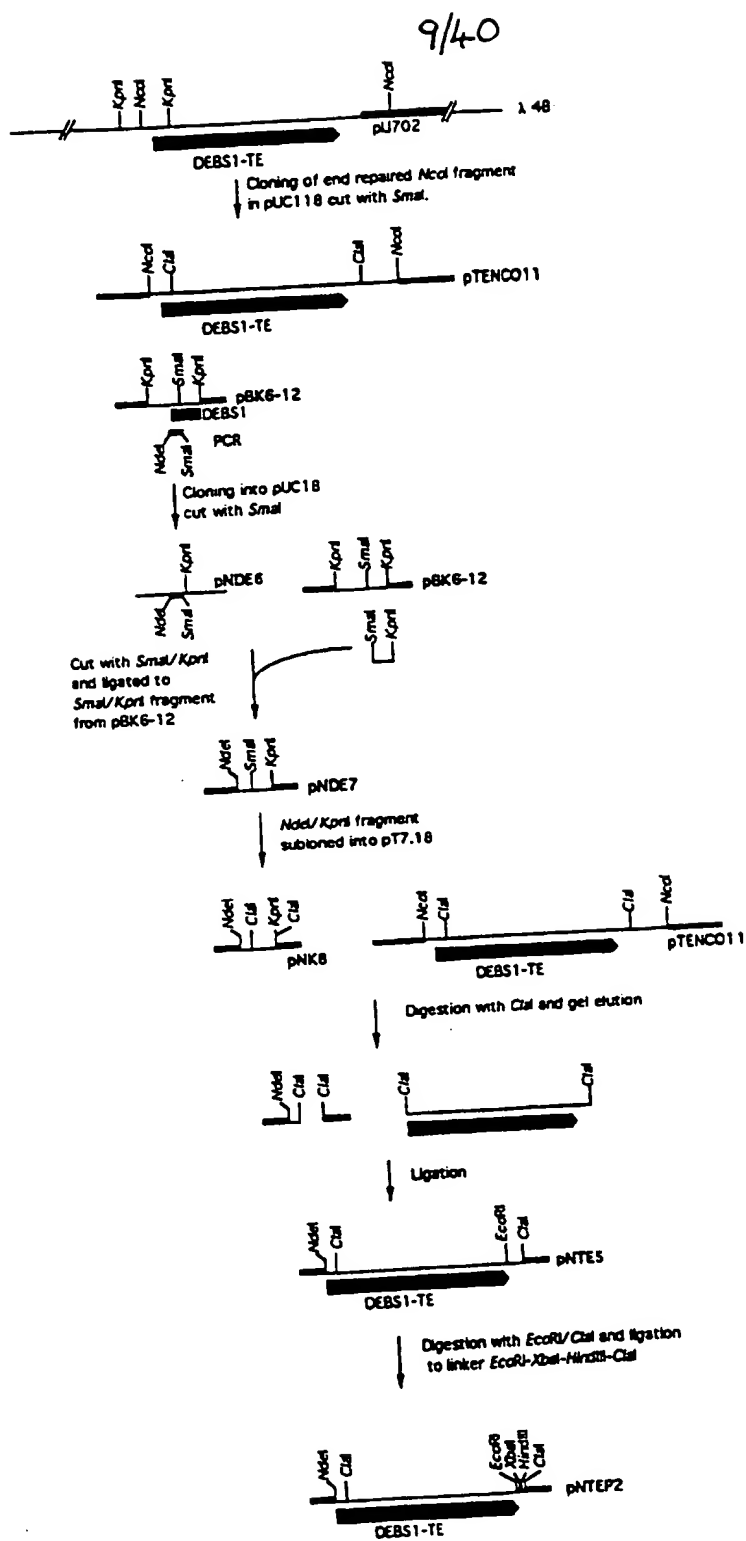 9/40
KpnI NcoI KpnI NcoI
λ 48
pIJ702
DEBS1-TE
Cloning of end repaired NcoI fragment
in pUC118 cut with SmaI.
NcoI ClaI ClaI NcoI
pTENCO11
DEBS1-TE
KpnI SmaI KpnI
pBK6-12
DEBS1
PCR
NdeI SmaI
Cloning into pUC18
cut with SmaI
KpnI
pNDE6
NdeI SmaI
KpnI SmaI KpnI
pBK6-12
SmaI KpnI
Cut with SmaI/KpnI
and ligated to
SmaI/KpnI fragment
from pBK6-12
NdeI SmaI KpnI
pNDE7
NdeI/KpnI fragment
subloned into pT7.18
NdeI ClaI KpnI ClaI
pNK8
NcoI ClaI ClaI NcoI
pTENCO11
DEBS1-TE
Digestion with ClaI and gel elution
NdeI ClaI ClaI
ClaI ClaI
Ligation
NdeI ClaI EcoRI ClaI
pNTE5
DEBS1-TE
Digestion with EcoRI/ClaI and ligation
to linker EcoRI-XbaI-HindIII-ClaI
NdeI ClaI EcoRI XbaI HindIII ClaI
pNTEP2
DEBS1-TE